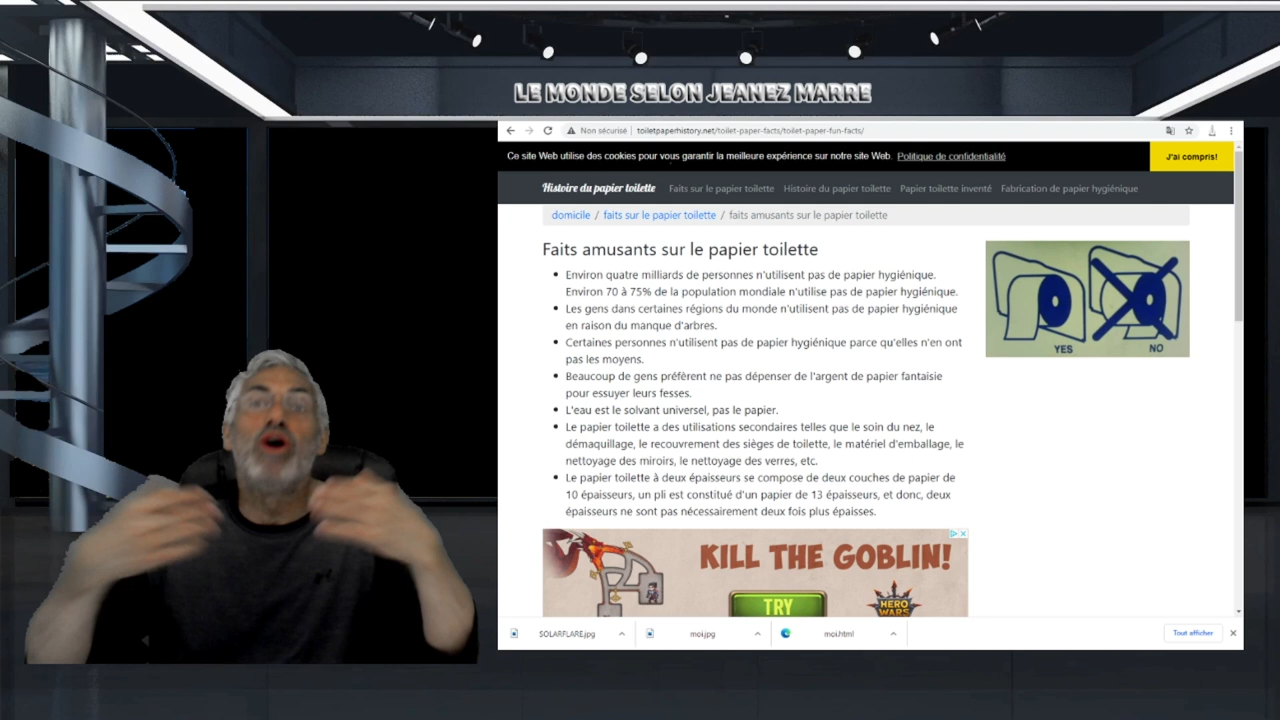 LE MONDE SELON JEANEZ MARRE
Non sécurisé | toiletpaperhistory.net/toilet-paper-facts/toilet-paper-fun-facts/
Ce site Web utilise des cookies pour vous garantir la meilleure expérience sur notre site Web. Politique de confidentialité
J'ai compris!
Histoire du papier toilette Faits sur le papier toilette Histoire du papier toilette Papier toilette inventé Fabrication de papier hygiénique
domicile / faits sur le papier toilette / faits amusants sur le papier toilette
Faits amusants sur le papier toilette
• Environ quatre milliards de personnes n'utilisent pas de papier hygiénique.
Environ 70 à 75% de la population mondiale n'utilise pas de papier hygiénique.
• Les gens dans certaines régions du monde n'utilisent pas de papier hygiénique
en raison du manque d'arbres.
• Certaines personnes n'utilisent pas de papier hygiénique parce qu'elles n'en ont
pas les moyens.
• Beaucoup de gens préfèrent ne pas dépenser de l'argent de papier fantaisie
pour essuyer leurs fesses.
• L'eau est le solvant universel, pas le papier.
• Le papier toilette a des utilisations secondaires telles que le soin du nez, le
démaquillage, le recouvrement des sièges de toilette, le matériel d'emballage, le
nettoyage des miroirs, le nettoyage des verres, etc.
• Le papier toilette à deux épaisseurs se compose de deux couches de papier de
10 épaisseurs, un pli est constitué d'un papier de 13 épaisseurs, et donc, deux
épaisseurs ne sont pas nécessairement deux fois plus épaisses.
YES NO
KILL THE GOBLIN!
TRY
HERO
WARS
SOLARFLARE.jpg moi.jpg moi.html Tout afficher